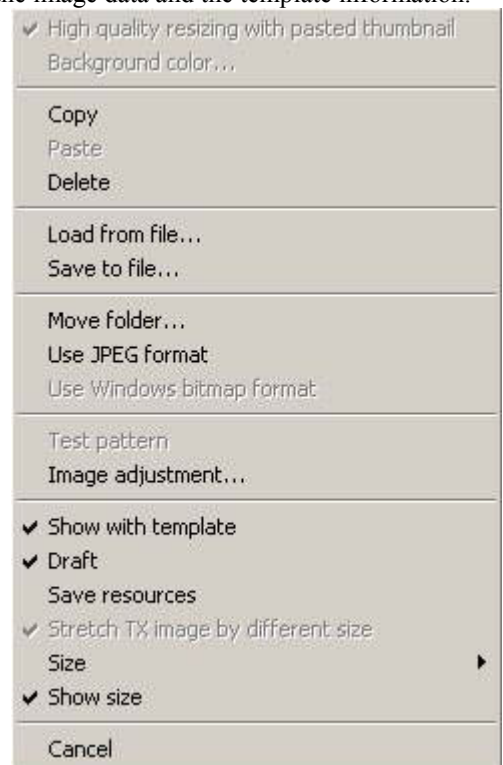 the image data and the template information.
High quality resizing with pasted thumbnail
Background color...
Copy
Paste
Delete
Load from file...
Save to file...
Move folder...
Use JPEG format
Use Windows bitmap format
Test pattern
Image adjustment...
Show with template
Draft
Save resources
Stretch TX image by different size
Size
Show size
Cancel